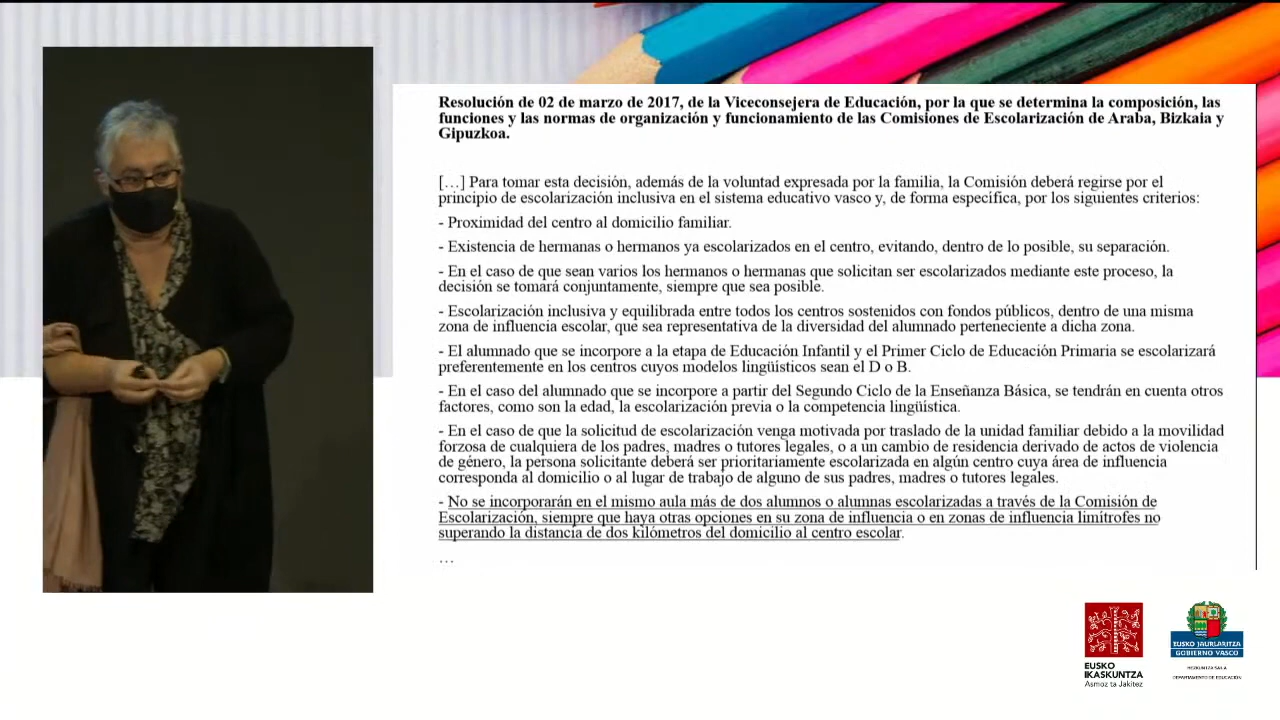 Resolución de 02 de marzo de 2017, de la Viceconsejera de Educación, por la que se determina la composición, las
funciones y las normas de organización y funcionamiento de las Comisiones de Escolarización de Araba, Bizkaia y
Gipuzkoa.
[…] Para tomar esta decisión, además de la voluntad expresada por la familia, la Comisión deberá regirse por el
principio de escolarización inclusiva en el sistema educativo vasco y, de forma específica, por los siguientes criterios:
- Proximidad del centro al domicilio familiar.
- Existencia de hermanas o hermanos ya escolarizados en el centro, evitando, dentro de lo posible, su separación.
- En el caso de que sean varios los hermanos o hermanas que solicitan ser escolarizados mediante este proceso, la
decisión se tomará conjuntamente, siempre que sea posible.
- Escolarización inclusiva y equilibrada entre todos los centros sostenidos con fondos públicos, dentro de una misma
zona de influencia escolar, que sea representativa de la diversidad del alumnado perteneciente a dicha zona.
- El alumnado que se incorpore a la etapa de Educación Infantil y el Primer Ciclo de Educación Primaria se escolarizará
preferentemente en los centros cuyos modelos lingüísticos sean el D o B.
- En el caso del alumnado que se incorpore a partir del Segundo Ciclo de la Enseñanza Básica, se tendrán en cuenta otros
factores, como son la edad, la escolarización previa o la competencia lingüística.
- En el caso de que la solicitud de escolarización venga motivada por traslado de la unidad familiar debido a la movilidad
forzosa de cualquiera de los padres, madres o tutores legales, o a un cambio de residencia derivado de actos de violencia
de género, la persona solicitante deberá ser prioritariamente escolarizada en algún centro cuya área de influencia
corresponda al domicilio o al lugar de trabajo de alguno de sus padres, madres o tutores legales.
- No se incorporarán en el mismo aula más de dos alumnos o alumnas escolarizadas a través de la Comisión de
Escolarización, siempre que haya otras opciones en su zona de influencia o en zonas de influencia limítrofes no
superando la distancia de dos kilómetros del domicilio al centro escolar.
…
EUSKO
IKASKUNTZA
Asmoz ta Jakitez
EUSKO JAURLARITZA
GOBIERNO VASCO
HEZKUNTZA SAILA
DEPARTAMENTO DE EDUCACIÓN